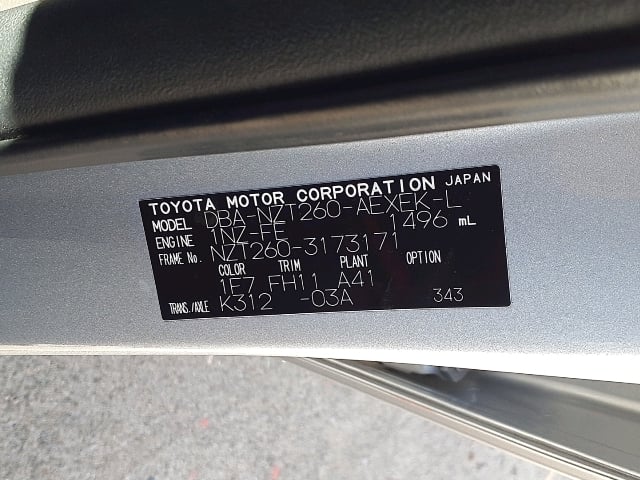 TOYOTA MOTOR CORPORATION JAPAN
MODEL DBA-NZT260-AEXEK-L
ENGINE 1NZ-FE 1496 mL
FRAME No. NZT260-3173171
COLOR TRIM PLANT OPTION
1F7 FH11 A41
TRANS./AXLE K312 -03A 343